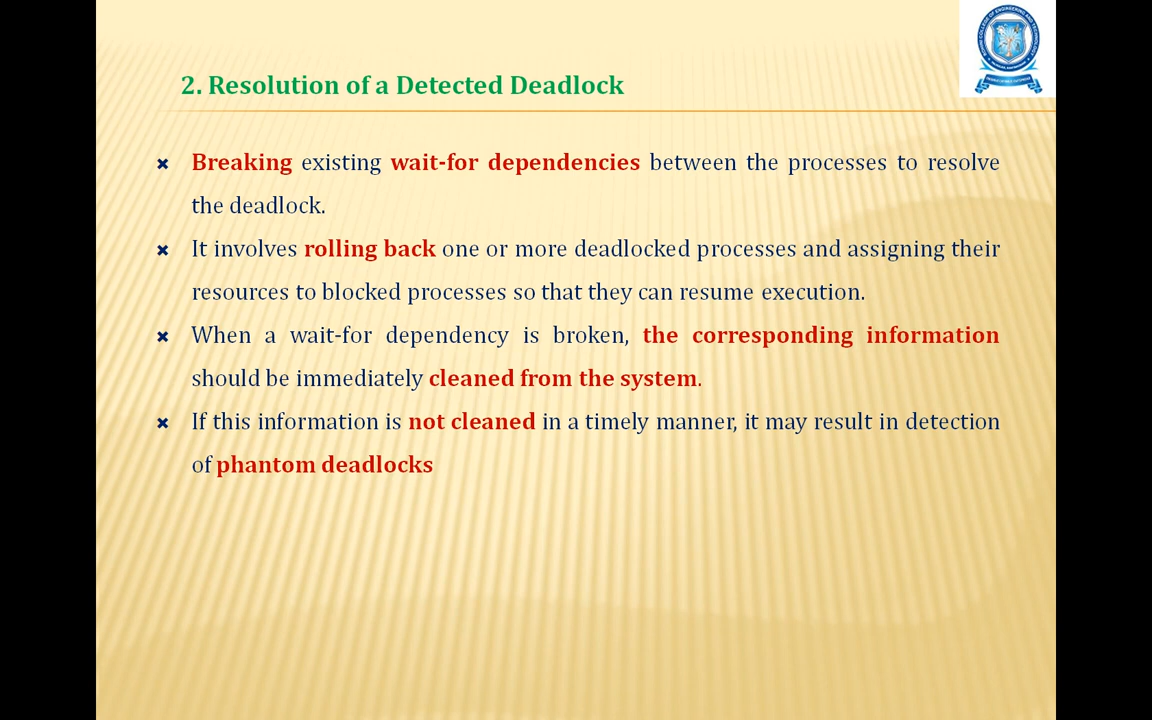 2. Resolution of a Detected Deadlock
Breaking existing wait-for dependencies between the processes to resolve
the deadlock.
It involves rolling back one or more deadlocked processes and assigning their
resources to blocked processes so that they can resume execution.
When a wait-for dependency is broken, the corresponding information
should be immediately cleaned from the system.
If this information is not cleaned in a timely manner, it may result in detection
of phantom deadlocks